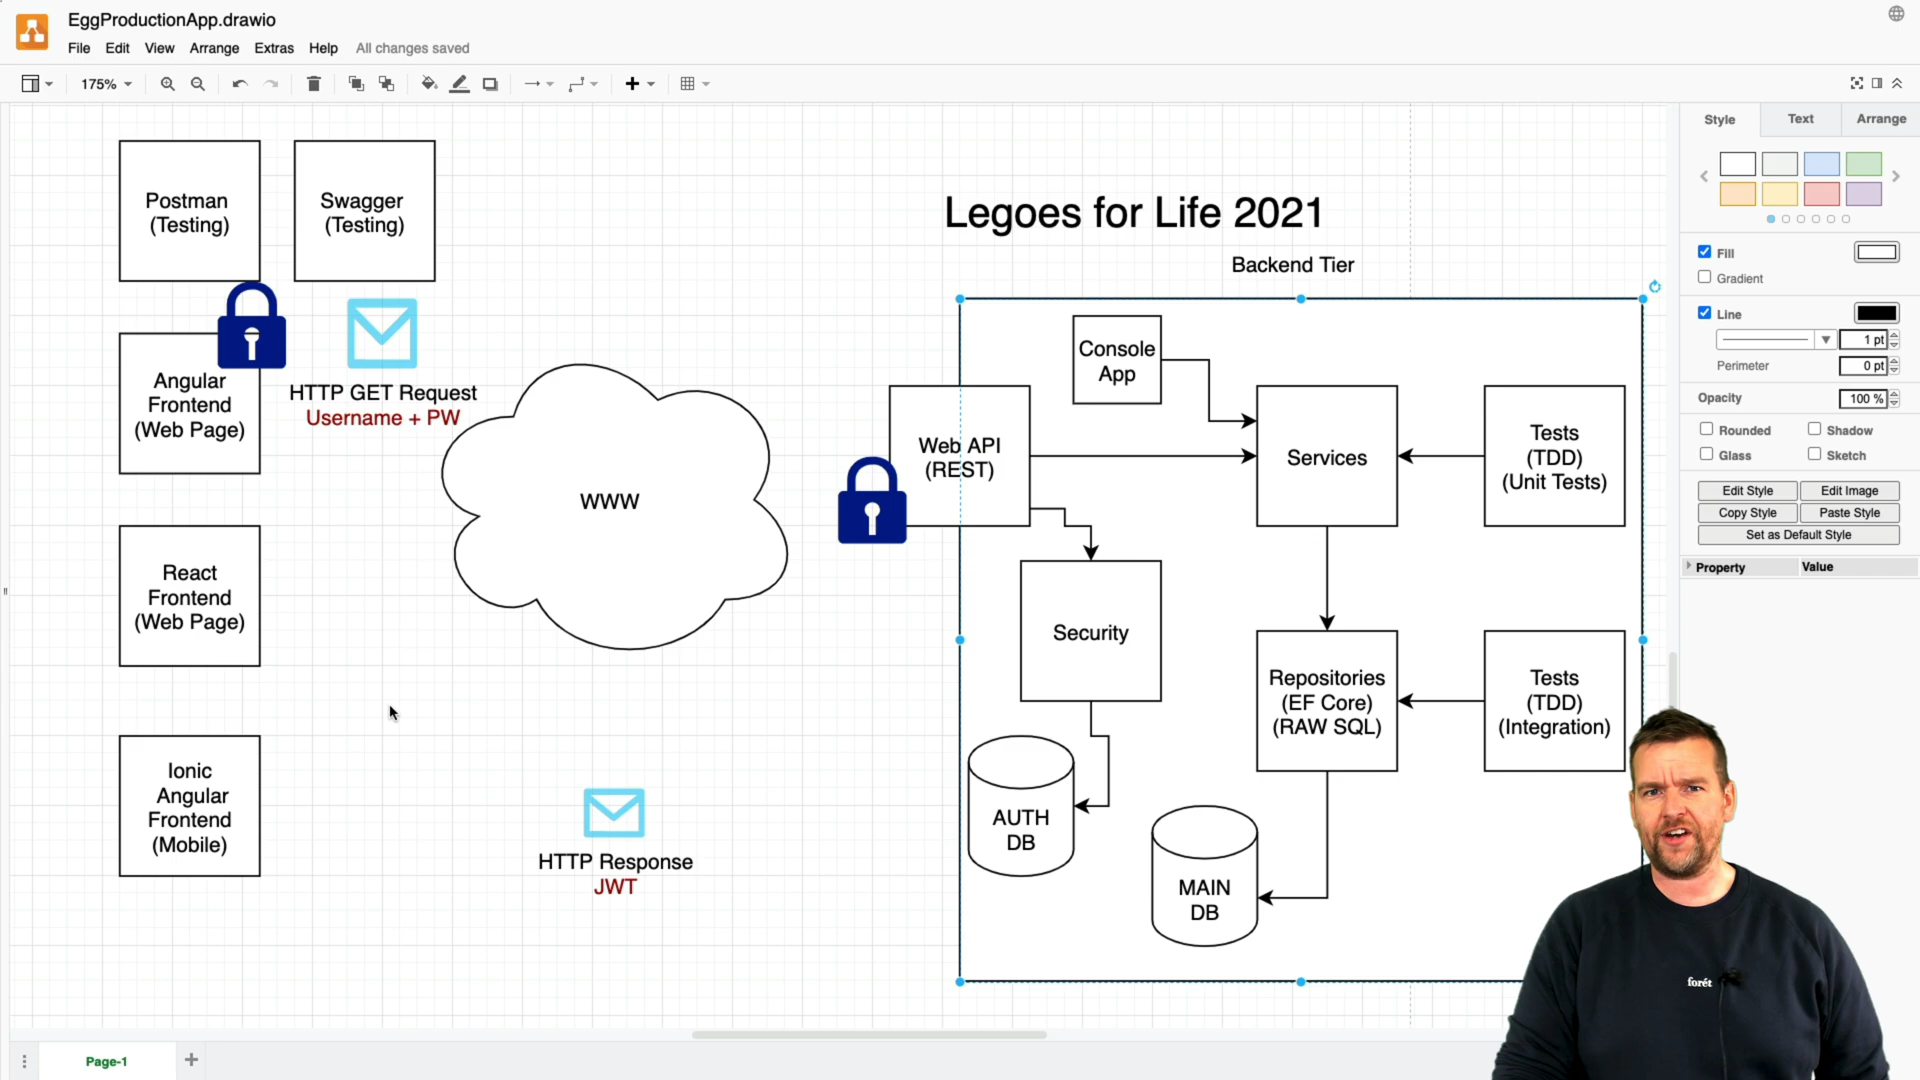 EggProductionApp.drawio
File Edit View Arrange Extras Help All changes saved
175%
Style Text Arrange
Fill
Gradient
Line
1 pt
Perimeter 0 pt
Opacity 100 %
Rounded Shadow
Glass Sketch
Edit Style Edit Image
Copy Style Paste Style
Set as Default Style
Property Value
Postman
(Testing)
Swagger
(Testing)
Angular
Frontend
(Web Page)
HTTP GET Request
Username + PW
React
Frontend
(Web Page)
Ionic
Angular
Frontend
(Mobile)
WWW
HTTP Response
JWT
Legoes for Life 2021
Backend Tier
Console
App
Web API
(REST)
Services
Tests
(TDD)
(Unit Tests)
Security
Repositories
(EF Core)
(RAW SQL)
Tests
(TDD)
(Integration)
AUTH
DB
MAIN
DB
forét
Page-1